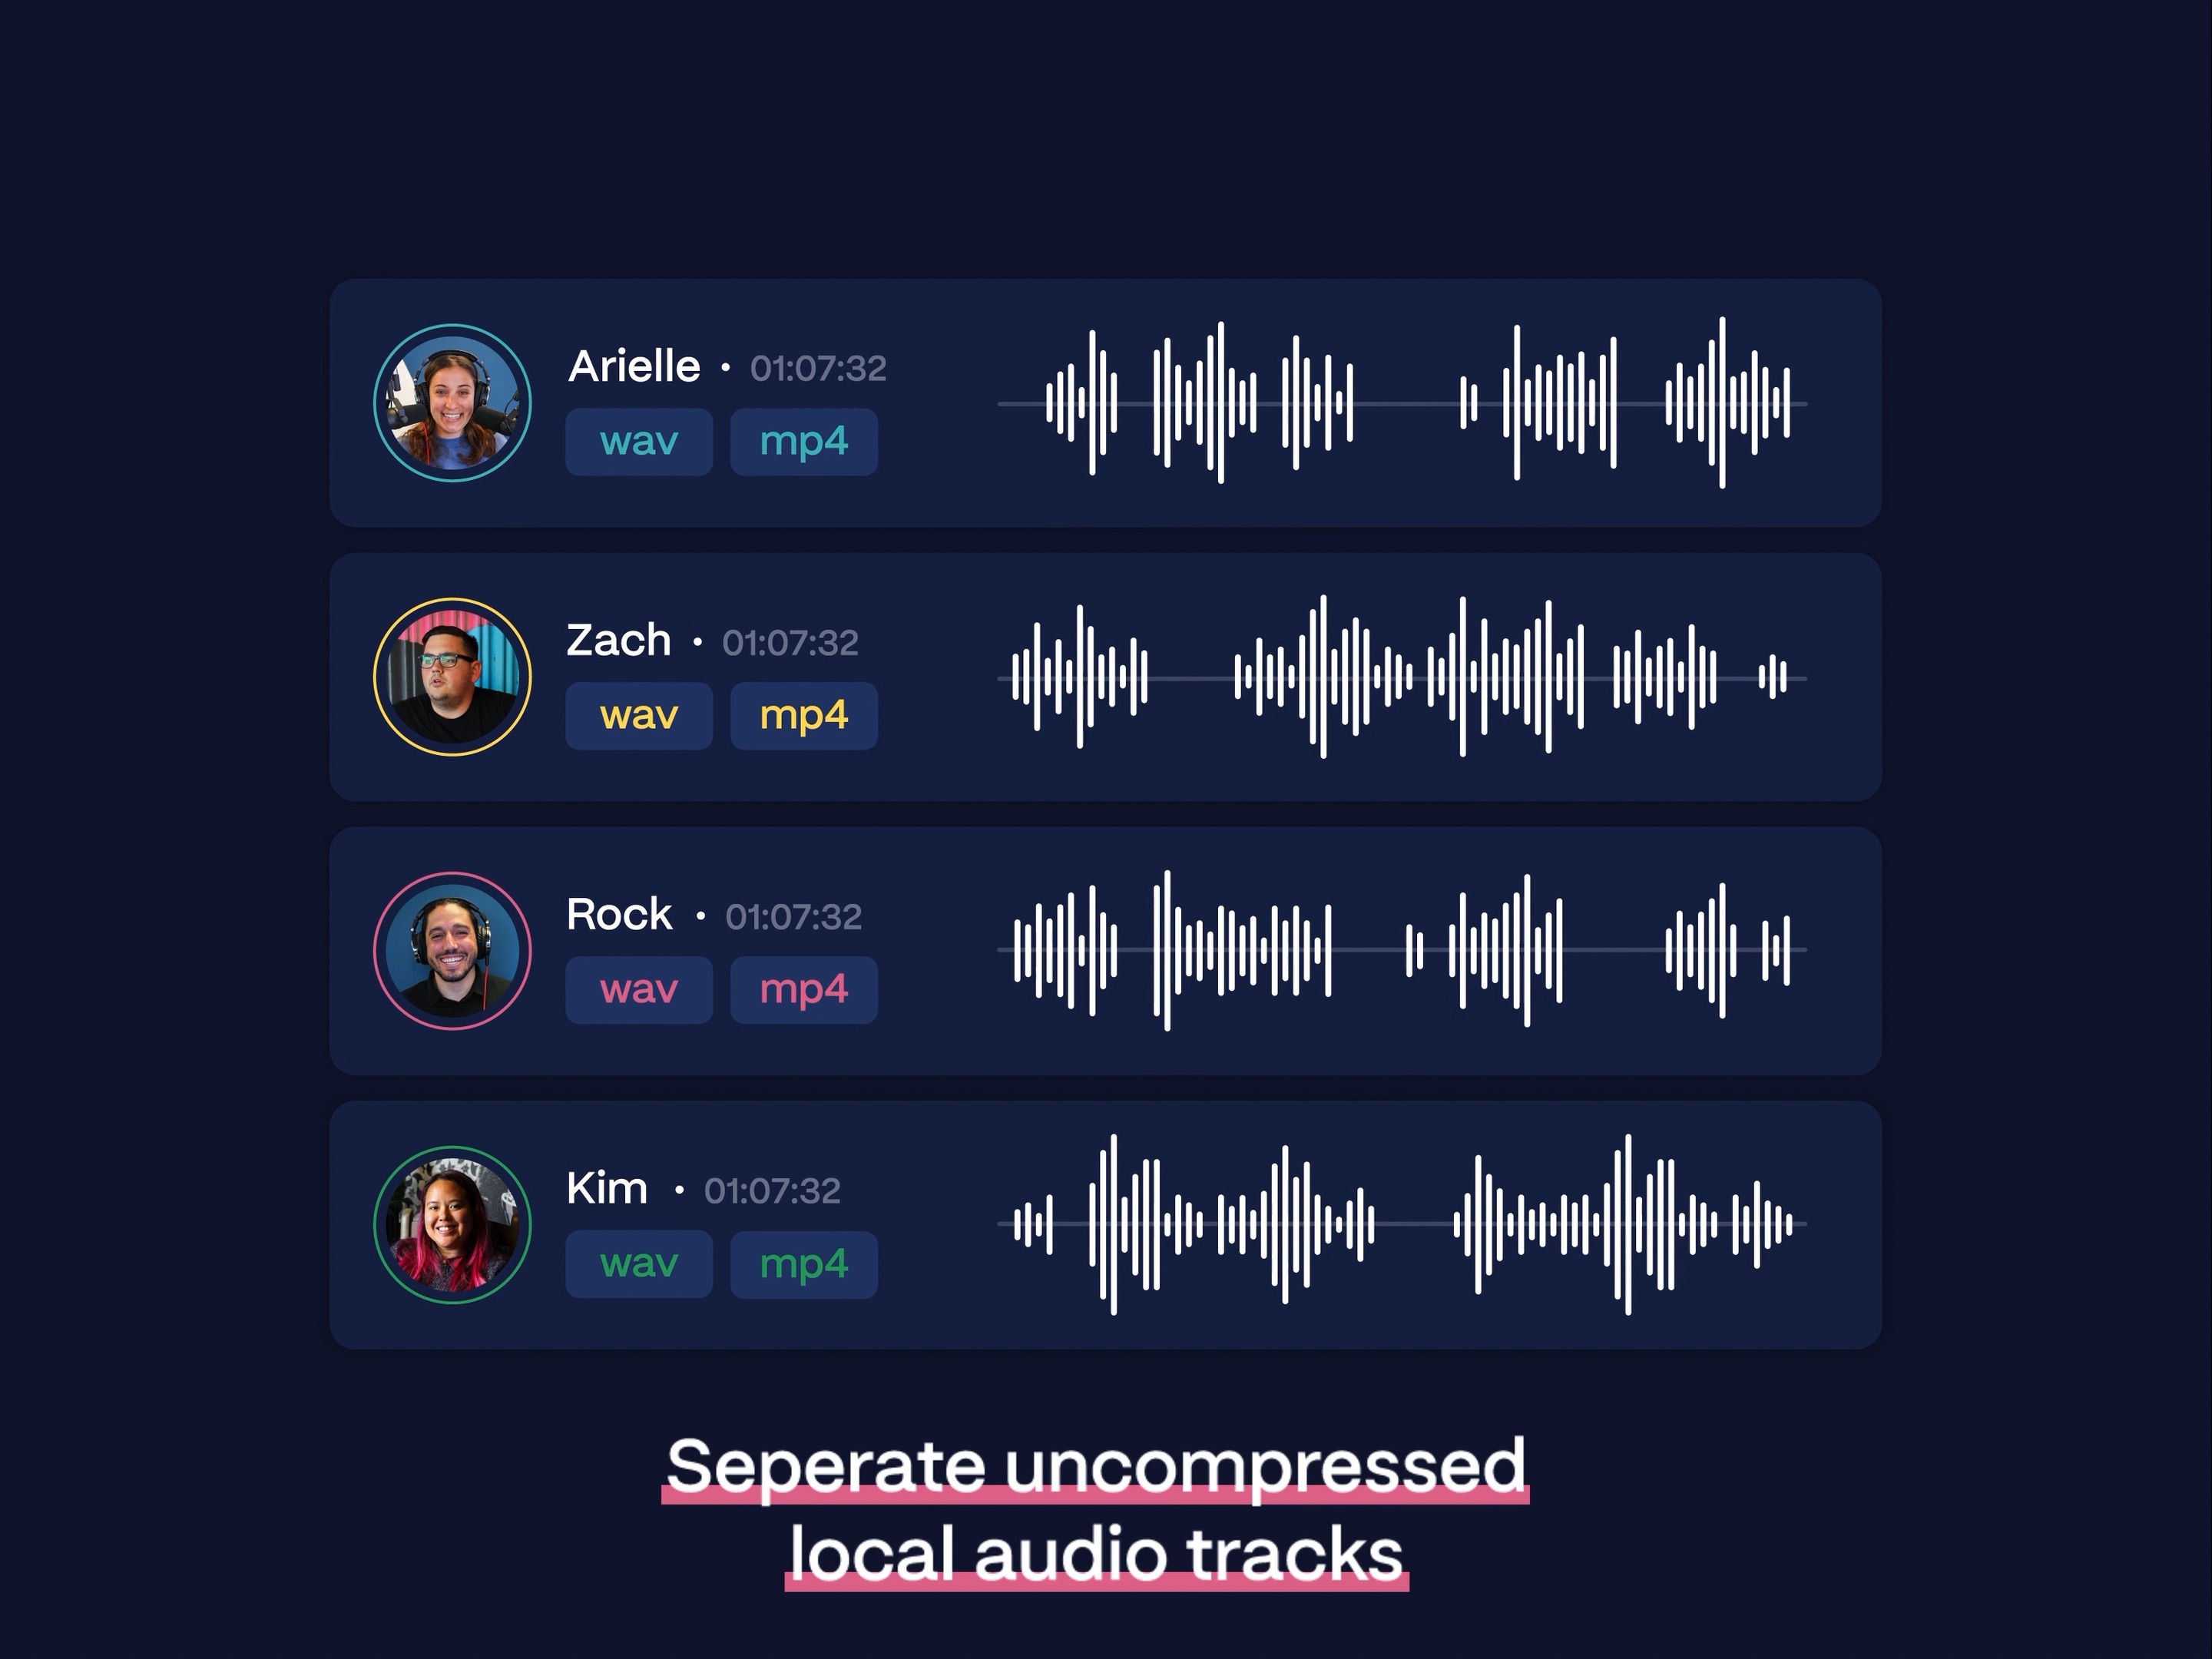 Arielle • 01:07:32
wav mp4
Zach • 01:07:32
wav mp4
Rock • 01:07:32
wav mp4
Kim • 01:07:32
wav mp4
Seperate uncompressed
local audio tracks